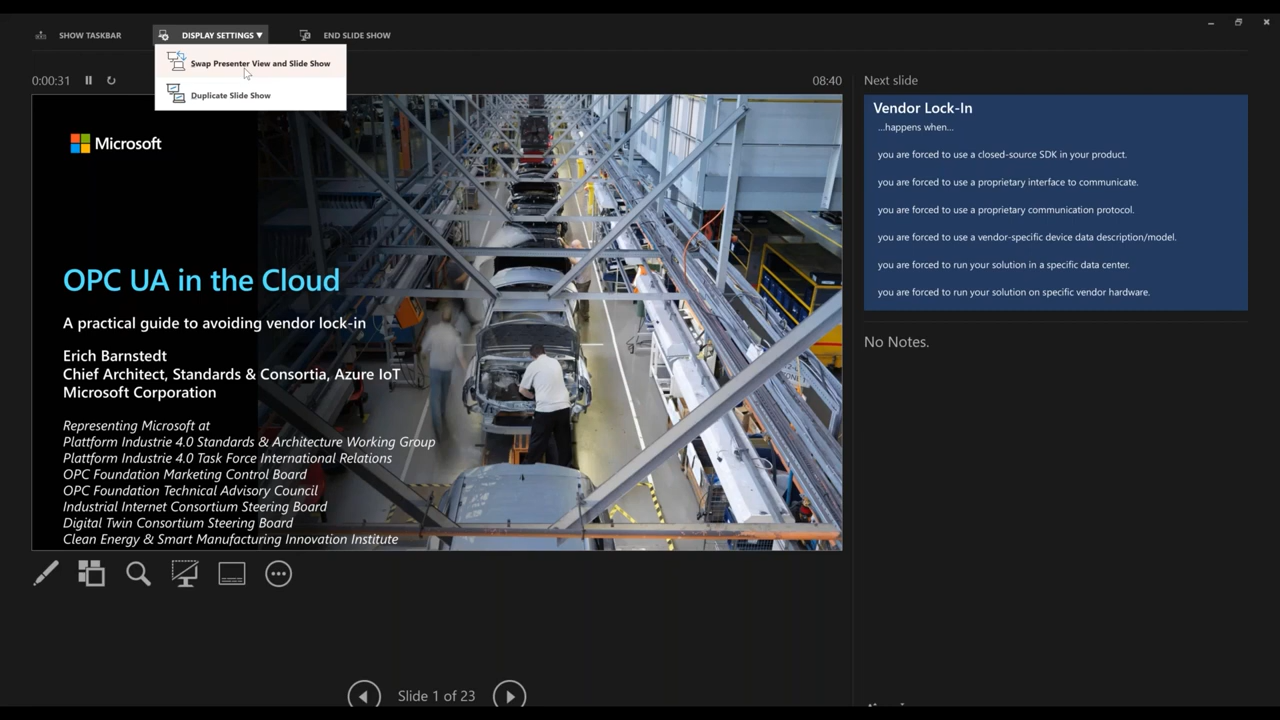 SHOW TASKBAR
DISPLAY SETTINGS ▼
END SLIDE SHOW
Swap Presenter View and Slide Show
Duplicate Slide Show
0:00:31
08:40
Microsoft
OPC UA in the Cloud
A practical guide to avoiding vendor lock-in
Erich Barnstedt
Chief Architect, Standards & Consortia, Azure IoT
Microsoft Corporation
Representing Microsoft at
Plattform Industrie 4.0 Standards & Architecture Working Group
Plattform Industrie 4.0 Task Force International Relations
OPC Foundation Marketing Control Board
OPC Foundation Technical Advisory Council
Industrial Internet Consortium Steering Board
Digital Twin Consortium Steering Board
Clean Energy & Smart Manufacturing Innovation Institute
Slide 1 of 23
Next slide
Vendor Lock-In
...happens when...
you are forced to use a closed-source SDK in your product.
you are forced to use a proprietary interface to communicate.
you are forced to use a proprietary communication protocol.
you are forced to use a vendor-specific device data description/model.
you are forced to run your solution in a specific data center.
you are forced to run your solution on specific vendor hardware.
No Notes.